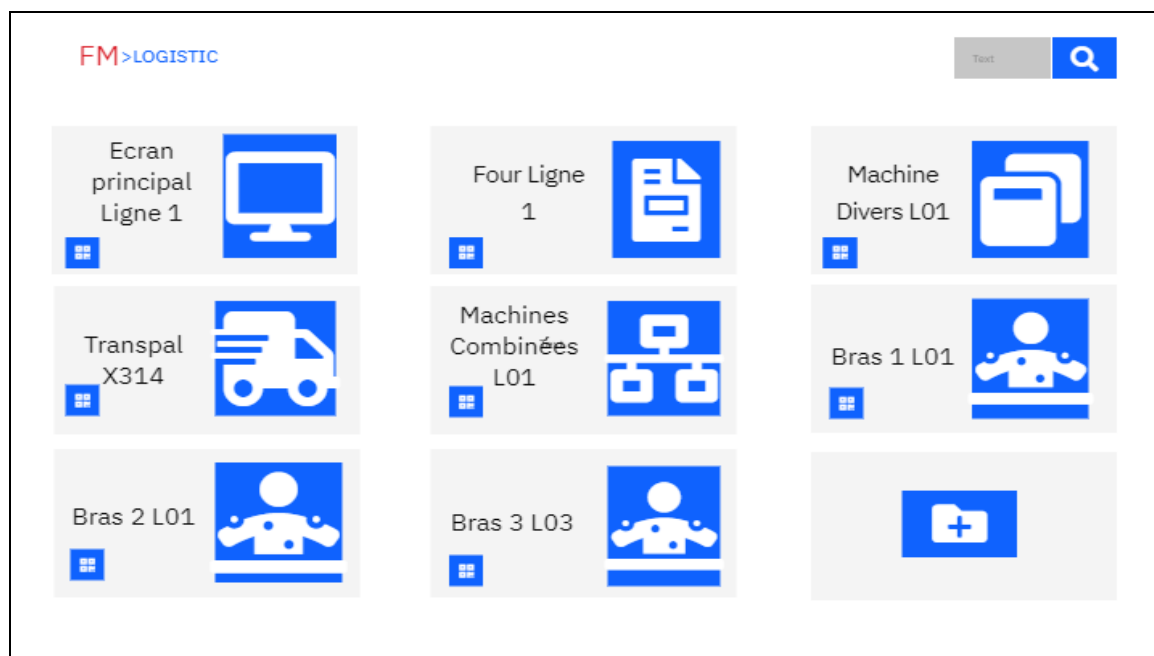 FM>LOGISTIC
Text
Ecran
principal
Ligne 1
Four Ligne
1
Machine
Divers L01
Transpal
X314
Machines
Combinées
L01
Bras 1 L01
Bras 2 L01
Bras 3 L03